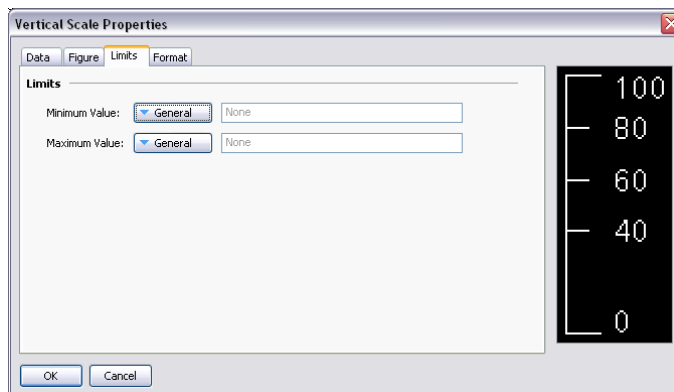 Vertical Scale Properties
Data Figure Limits Format
Limits
Minimum Value: General None
Maximum Value: General None
100
80
60
40
0
OK Cancel